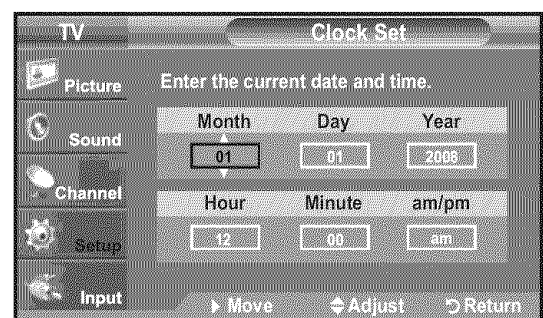 TV Clock Set
Picture
Enter the current date and time.
Sound
Month Day Year
01 01 2006
Channel
Hour Minute am/pm
Setup
12 00 am
Input
Move Adjust Return